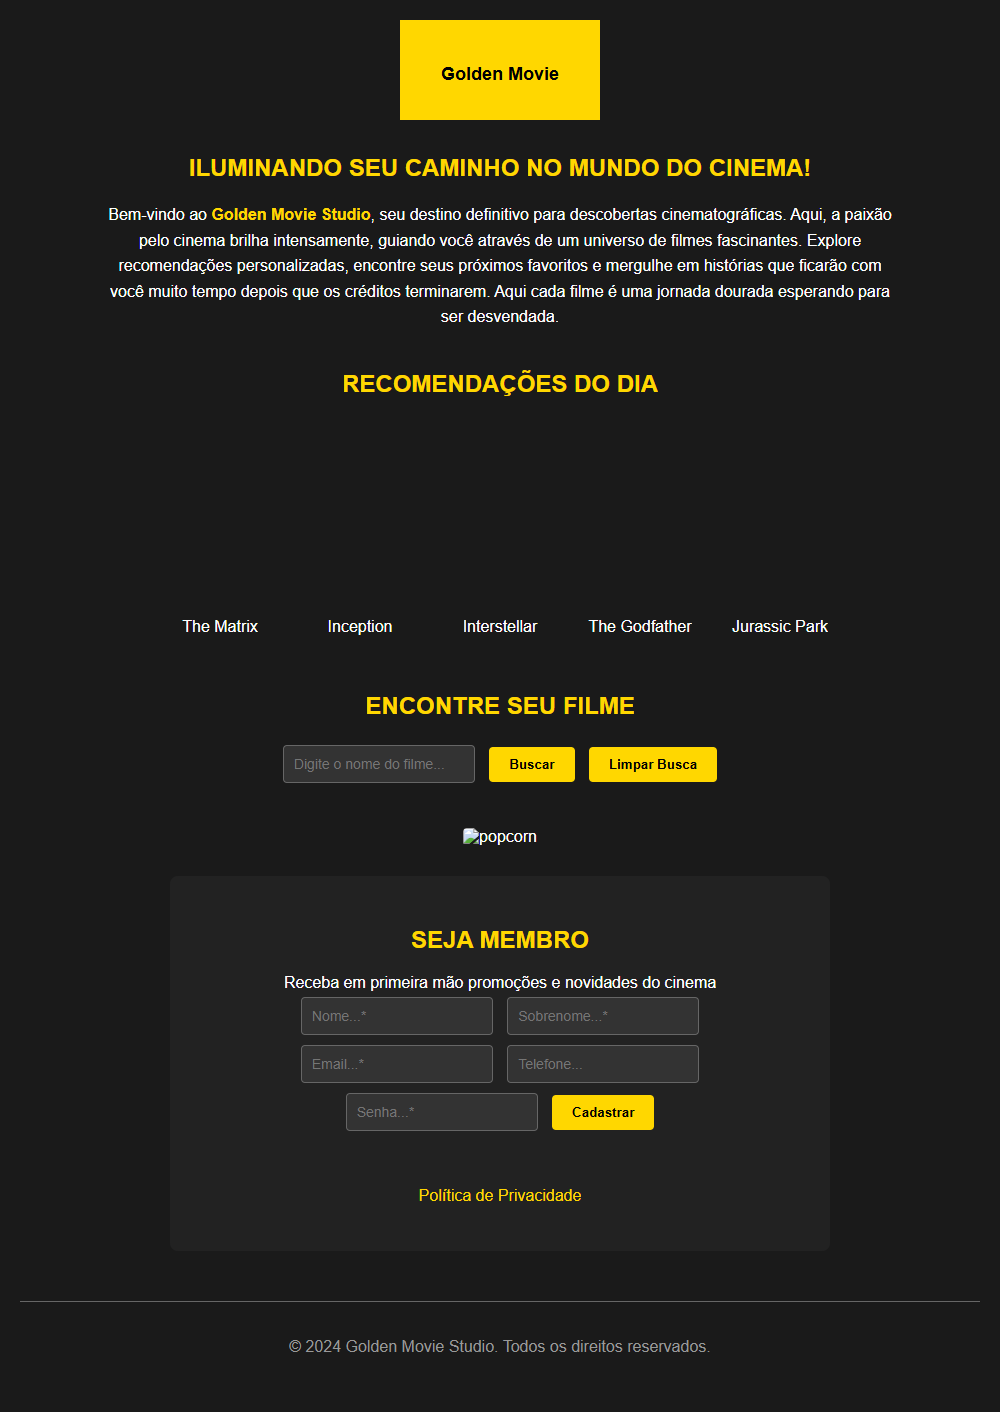 Golden Movie
ILUMINANDO SEU CAMINHO NO MUNDO DO CINEMA!
Bem-vindo ao Golden Movie Studio, seu destino definitivo para descobertas cinematográficas. Aqui, a paixão
pelo cinema brilha intensamente, guiando você através de um universo de filmes fascinantes. Explore
recomendações personalizadas, encontre seus próximos favoritos e mergulhe em histórias que ficarão com
você muito tempo depois que os créditos terminarem. Aqui cada filme é uma jornada dourada esperando para
ser desvendada.
RECOMENDAÇÕES DO DIA
The Matrix Inception Interstellar The Godfather Jurassic Park
ENCONTRE SEU FILME
Digite o nome do filme... Buscar Limpar Busca
popcorn
SEJA MEMBRO
Receba em primeira mão promoções e novidades do cinema
Nome...* Sobrenome...*
Email...* Telefone...
Senha...* Cadastrar
Política de Privacidade
© 2024 Golden Movie Studio. Todos os direitos reservados.